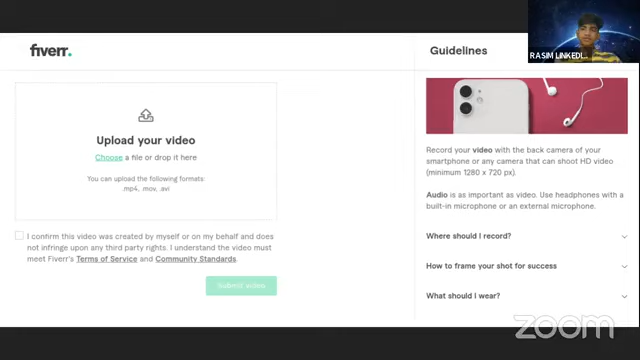 fiverr.
Upload your video
Choose a file or drop it here
You can upload the following formats:
.mp4, .mov, .avi
I confirm this video was created by myself or on my behalf and does
not infringe upon any third party rights. I understand the video must
meet Fiverr's Terms of Service and Community Standards.
Submit video
Guidelines
RASIM LINKEDI...
Record your video with the back camera of your
smartphone or any camera that can shoot HD video
(minimum 1280 x 720 px).
Audio is as important as video. Use headphones with a
built-in microphone or an external microphone.
Where should I record?
How to frame your shot for success
What should I wear?
zoom